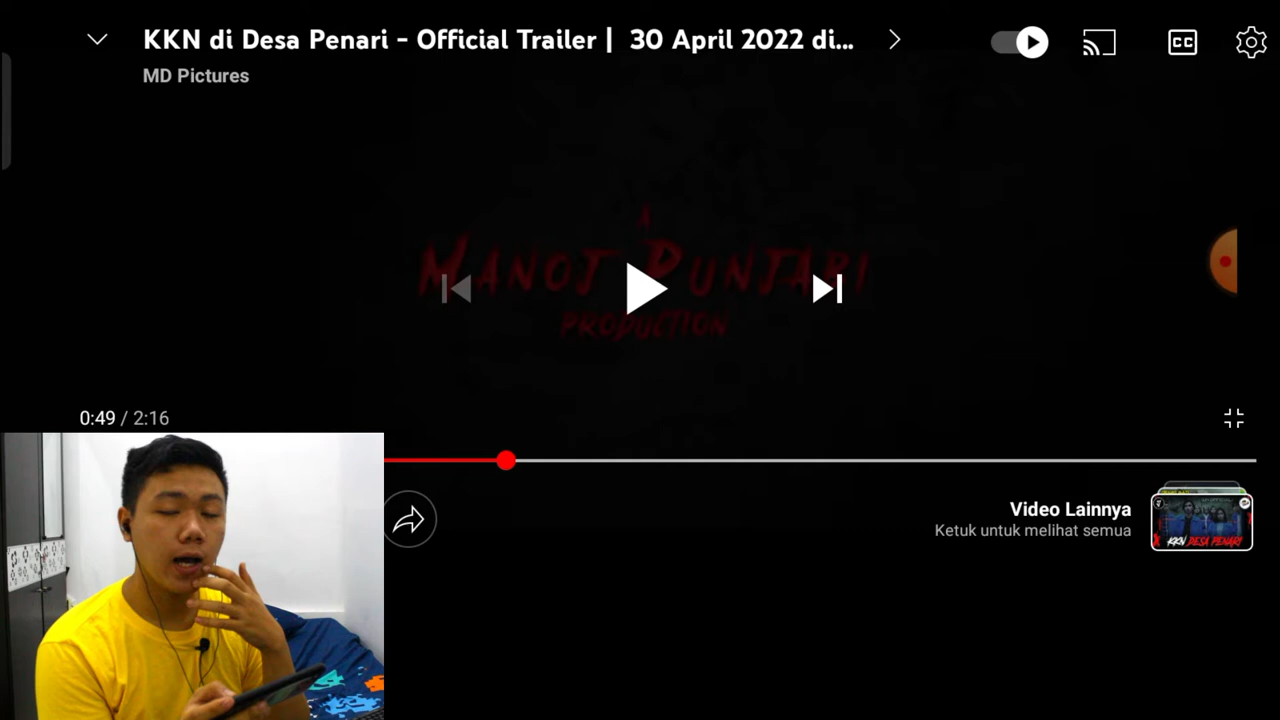 KKN di Desa Penari - Official Trailer | 30 April 2022 di...
MD Pictures
CC
A
MANOJ PUNJABI
PRODUCTION
0:49 / 2:16
Video Lainnya
Ketuk untuk melihat semua
KKN DESA PENARI